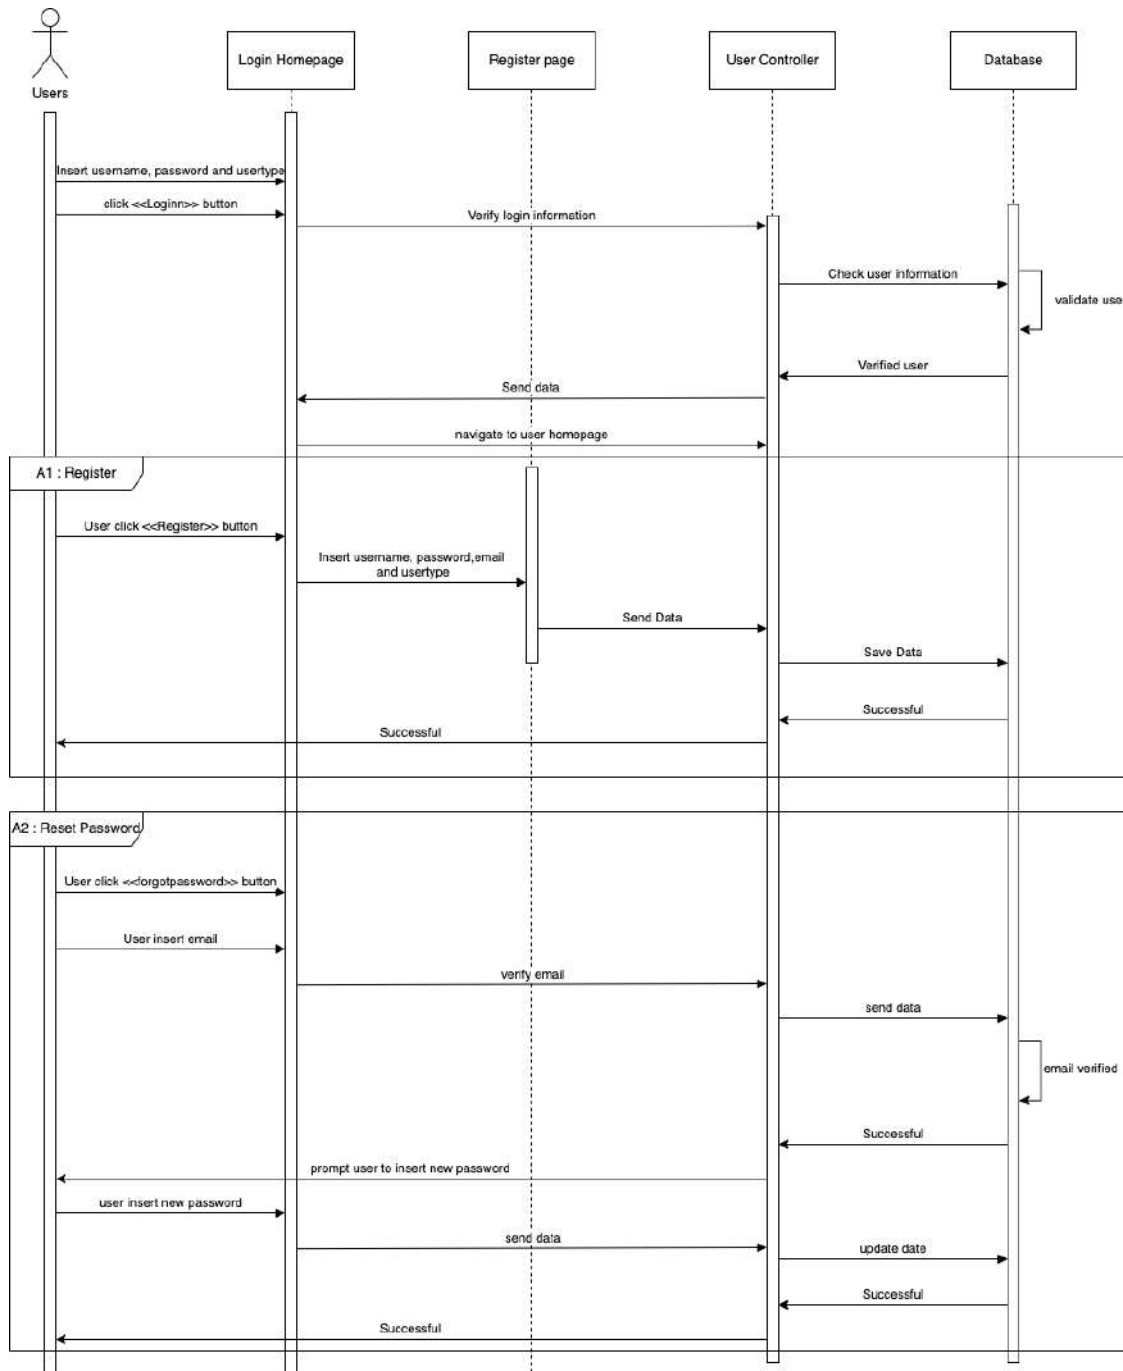 Users
Login Homepage
Register page
User Controller
Database
Insert username, password and usertype
click <<Loginn>> button
Verify login information
Check user information
validate use
Verified user
Send data
navigate to user homepage
A1 : Register
User click <<Register>> button
Insert username, password,email
and usertype
Send Data
Save Data
Successful
Successful
A2 : Reset Password
User click <<forgotpassword>> button
User insert email
verify email
send data
email verified
Successful
prompt user to insert new password
user insert new password
send data
update date
Successful
Successful